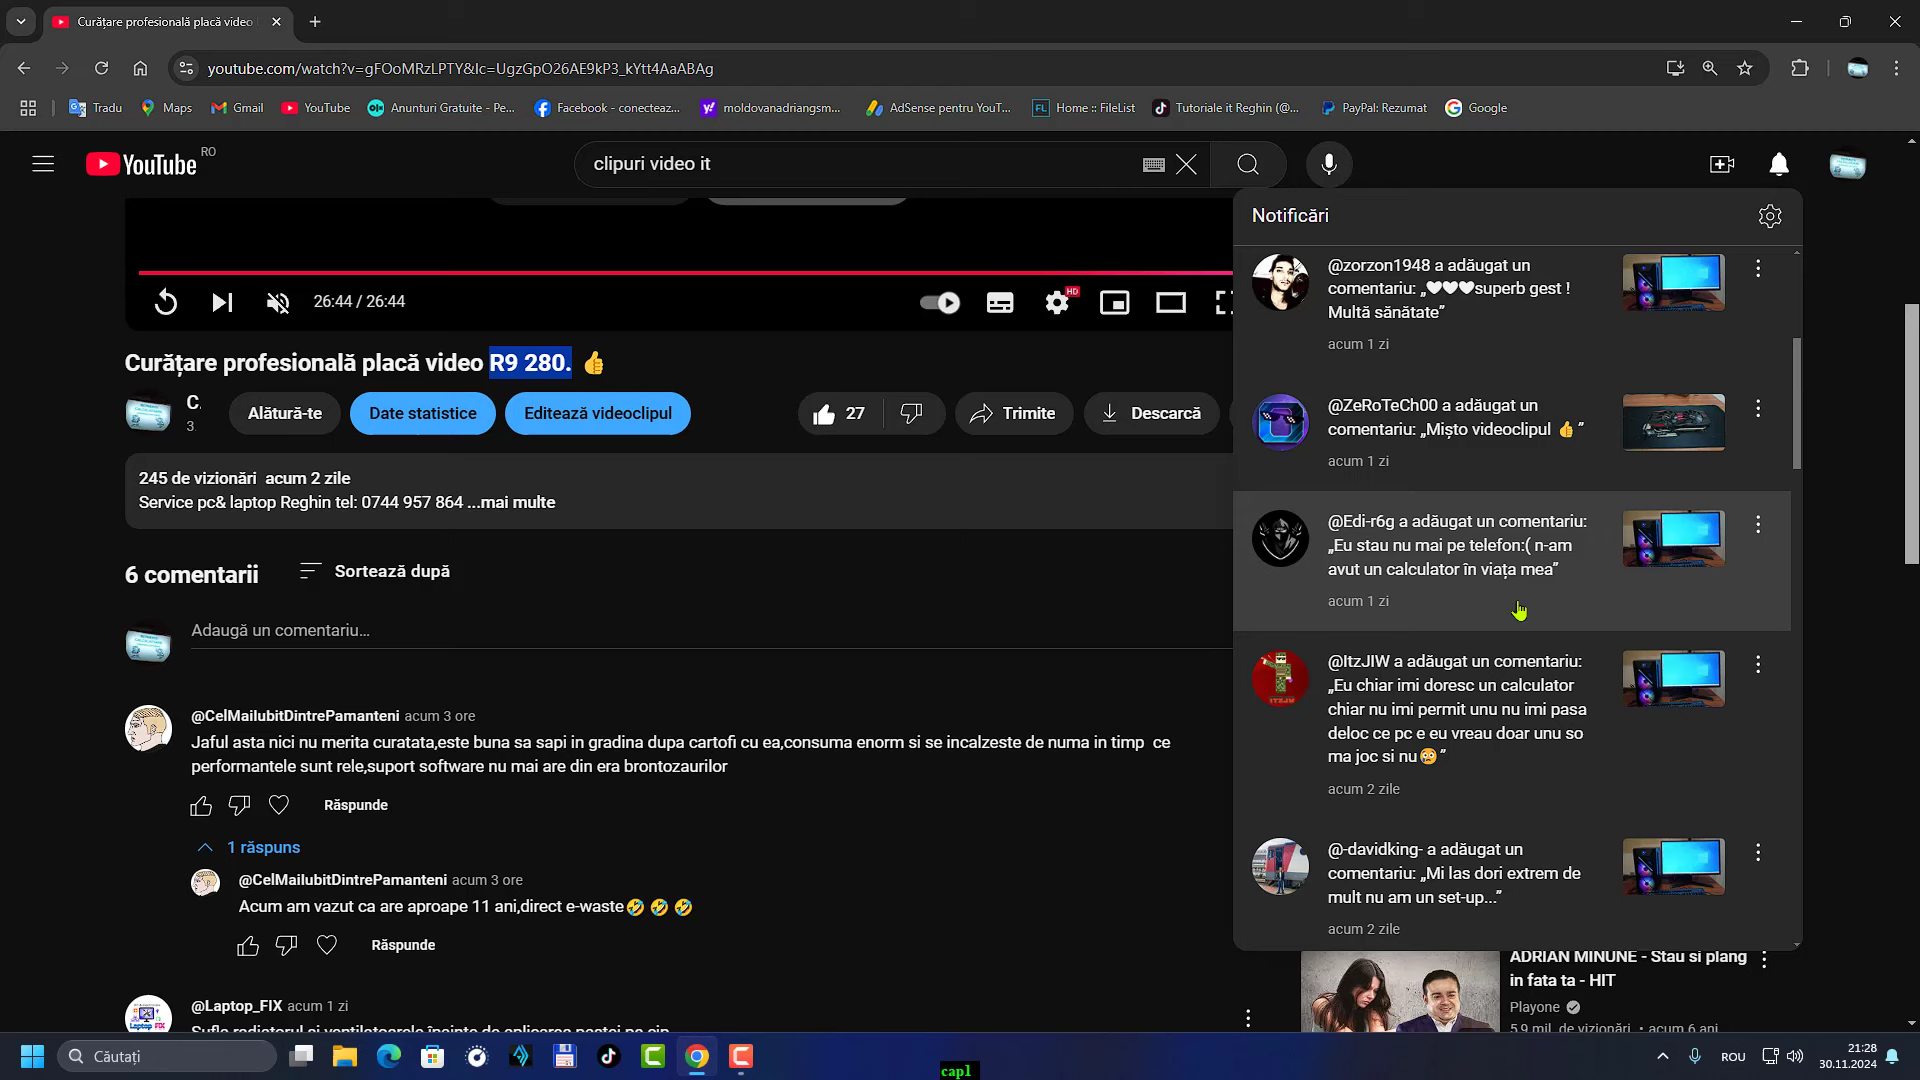 Curățare profesională placă video
youtube.com/watch?v=gFOoMRzLPTY&lc=UgzGpO26AE9kP3_kYtt4AaABAg
Tradu
Maps
Gmail
YouTube
Anunturi Gratuite - Pe...
Facebook - conecteaz...
moldovanadriangsm...
AdSense pentru YouT...
Home :: FileList
Tutoriale it Reghin (@...
PayPal: Rezumat
Google
YouTube RO
clipuri video it
26:44 / 26:44
HD
Curățare profesională placă video R9 280. 👍
C.
3.
Alătură-te
Date statistice
Editează videoclipul
27
Trimite
Descarcă
245 de vizionări acum 2 zile
Service pc& laptop Reghin tel: 0744 957 864 ...mai multe
6 comentarii
Sortează după
Adaugă un comentariu...
@CelMaiIubitDintrePamanteni acum 3 ore
Jaful asta nici nu merita curatata,este buna sa sapi in gradina dupa cartofi cu ea,consuma enorm si se incalzeste de numa in timp ce
performantele sunt rele,suport software nu mai are din era brontozaurilor
Răspunde
1 răspuns
@CelMaiIubitDintrePamanteni acum 3 ore
Acum am vazut ca are aproape 11 ani,direct e-waste🤣 🤣 🤣
Răspunde
@Laptop_FIX acum 1 zi
Sufla radiatorul si ventilatoarele înainte de aplicarea pastei pe cip
Notificări
@zorzon1948 a adăugat un
comentariu: „🤍🤍🤍superb gest !
Multă sănătate”
acum 1 zi
@ZeRoTeCh00 a adăugat un
comentariu: „Mișto videoclipul 👍”
acum 1 zi
@Edi-r6g a adăugat un comentariu:
„Eu stau nu mai pe telefon:( n-am
avut un calculator în viața mea”
acum 1 zi
@ItzJIW a adăugat un comentariu:
„Eu chiar imi doresc un calculator
chiar nu imi permit unu nu imi pasa
deloc ce pc e eu vreau doar unu so
ma joc si nu😢”
acum 2 zile
@-davidking- a adăugat un
comentariu: „Mi las dori extrem de
mult nu am un set-up...”
acum 2 zile
ADRIAN MINUNE - Stau si plang
in fata ta - HIT
Playone
5,9 mil. de vizionări • acum 6 ani
Căutați
capl
ROU
21:28
30.11.2024